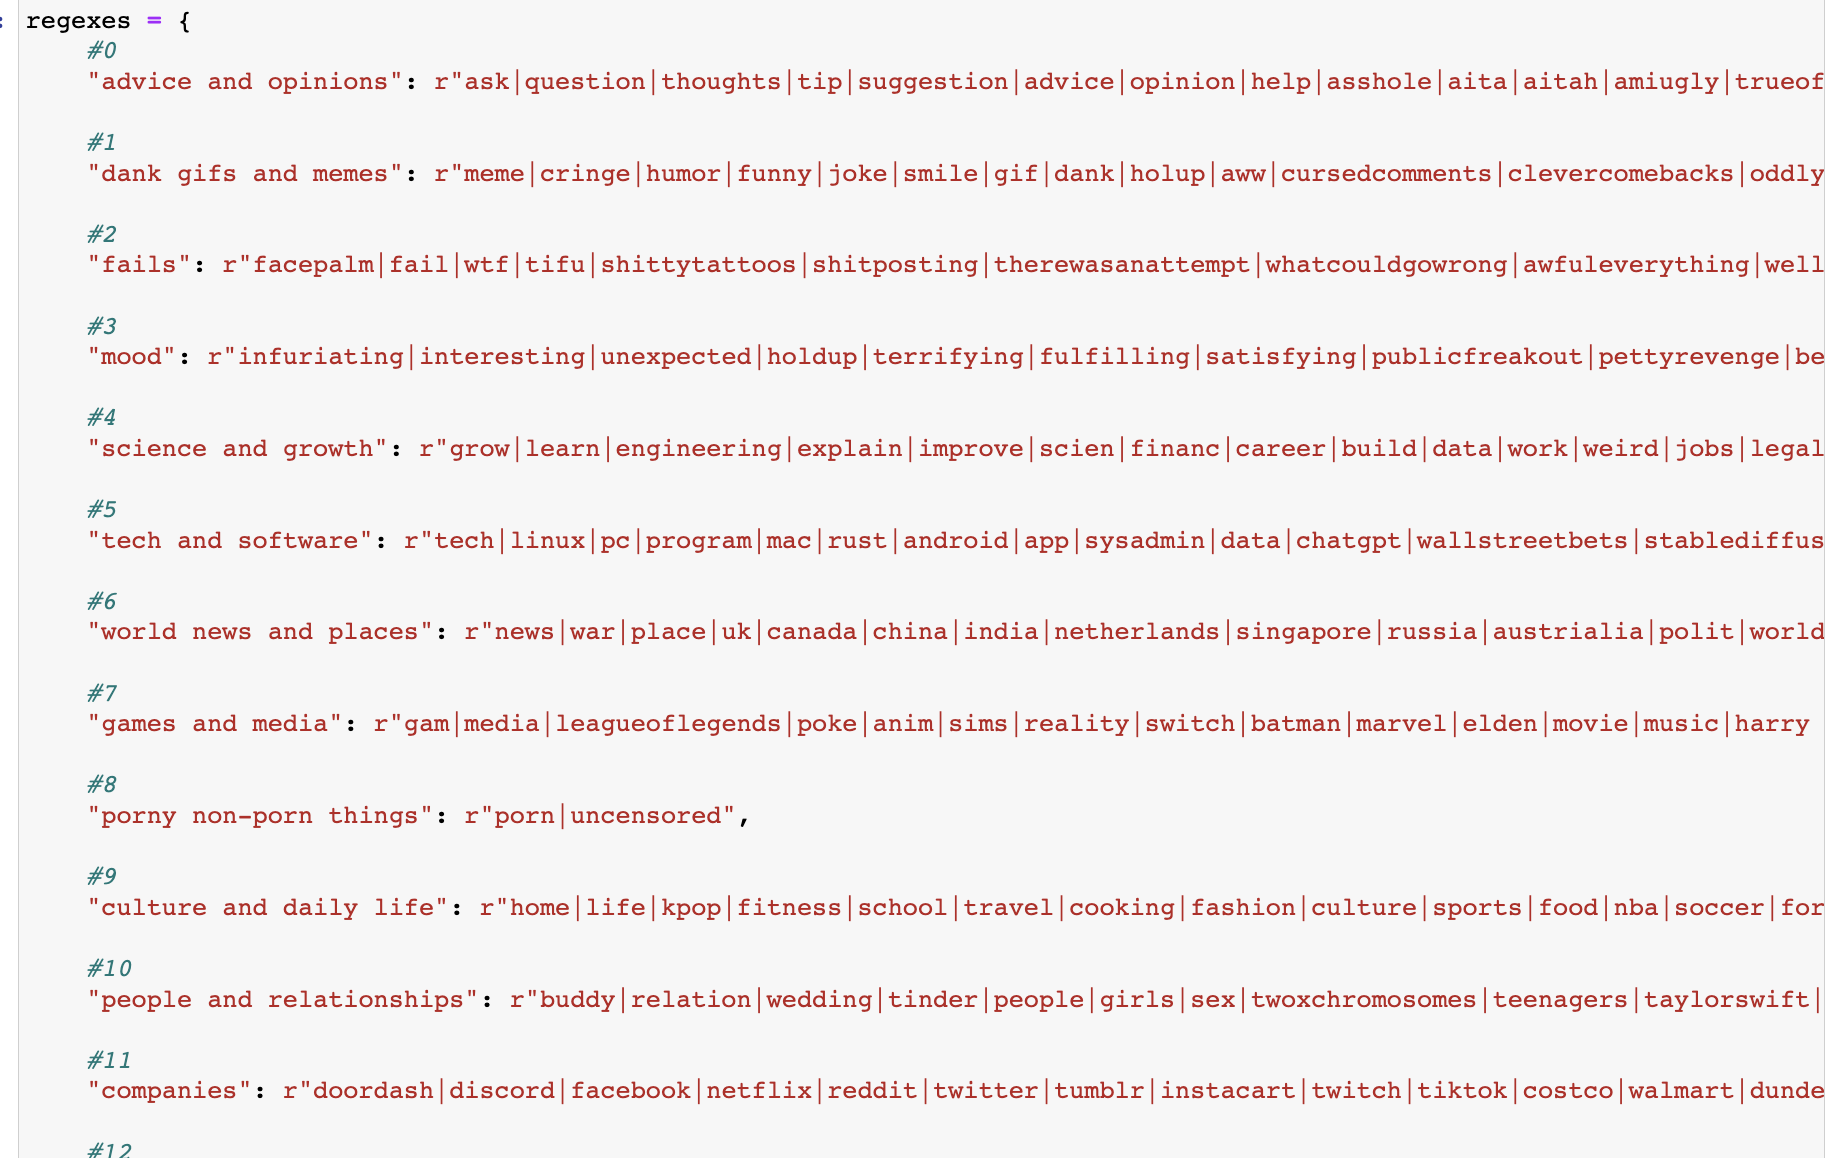 regexes = {
#0
"advice and opinions": r"ask|question|thoughts|tip|suggestion|advice|opinion|help|asshole|aita|aitah|amiugly|trueof
#1
"dank gifs and memes": r"meme|cringe|humor|funny|joke|smile|gif|dank|holup|aww|cursedcomments|clevercomebacks|oddly
#2
"fails": r"facepalm|fail|wtf|tifu|shittytattoos|shitposting|therewasanattempt|whatcouldgowrong|awfuleverything|well
#3
"mood": r"infuriating|interesting|unexpected|holdup|terrifying|fulfilling|satisfying|publicfreakout|pettyrevenge|be
#4
"science and growth": r"grow|learn|engineering|explain|improve|scien|financ|career|build|data|work|weird|jobs|legal
#5
"tech and software": r"tech|linux|pc|program|mac|rust|android|app|sysadmin|data|chatgpt|wallstreetbets|stablediffus
#6
"world news and places": r"news|war|place|uk|canada|china|india|netherlands|singapore|russia|austrialia|polit|world
#7
"games and media": r"gam|media|leagueoflegends|poke|anim|sims|reality|switch|batman|marvel|elden|movie|music|harry
#8
"porny non-porn things": r"porn|uncensored",
#9
"culture and daily life": r"home|life|kpop|fitness|school|travel|cooking|fashion|culture|sports|food|nba|soccer|for
#10
"people and relationships": r"buddy|relation|wedding|tinder|people|girls|sex|twoxchromosomes|teenagers|taylorswift|
#11
"companies": r"doordash|discord|facebook|netflix|reddit|twitter|tumblr|instacart|twitch|tiktok|costco|walmart|dunde
#12